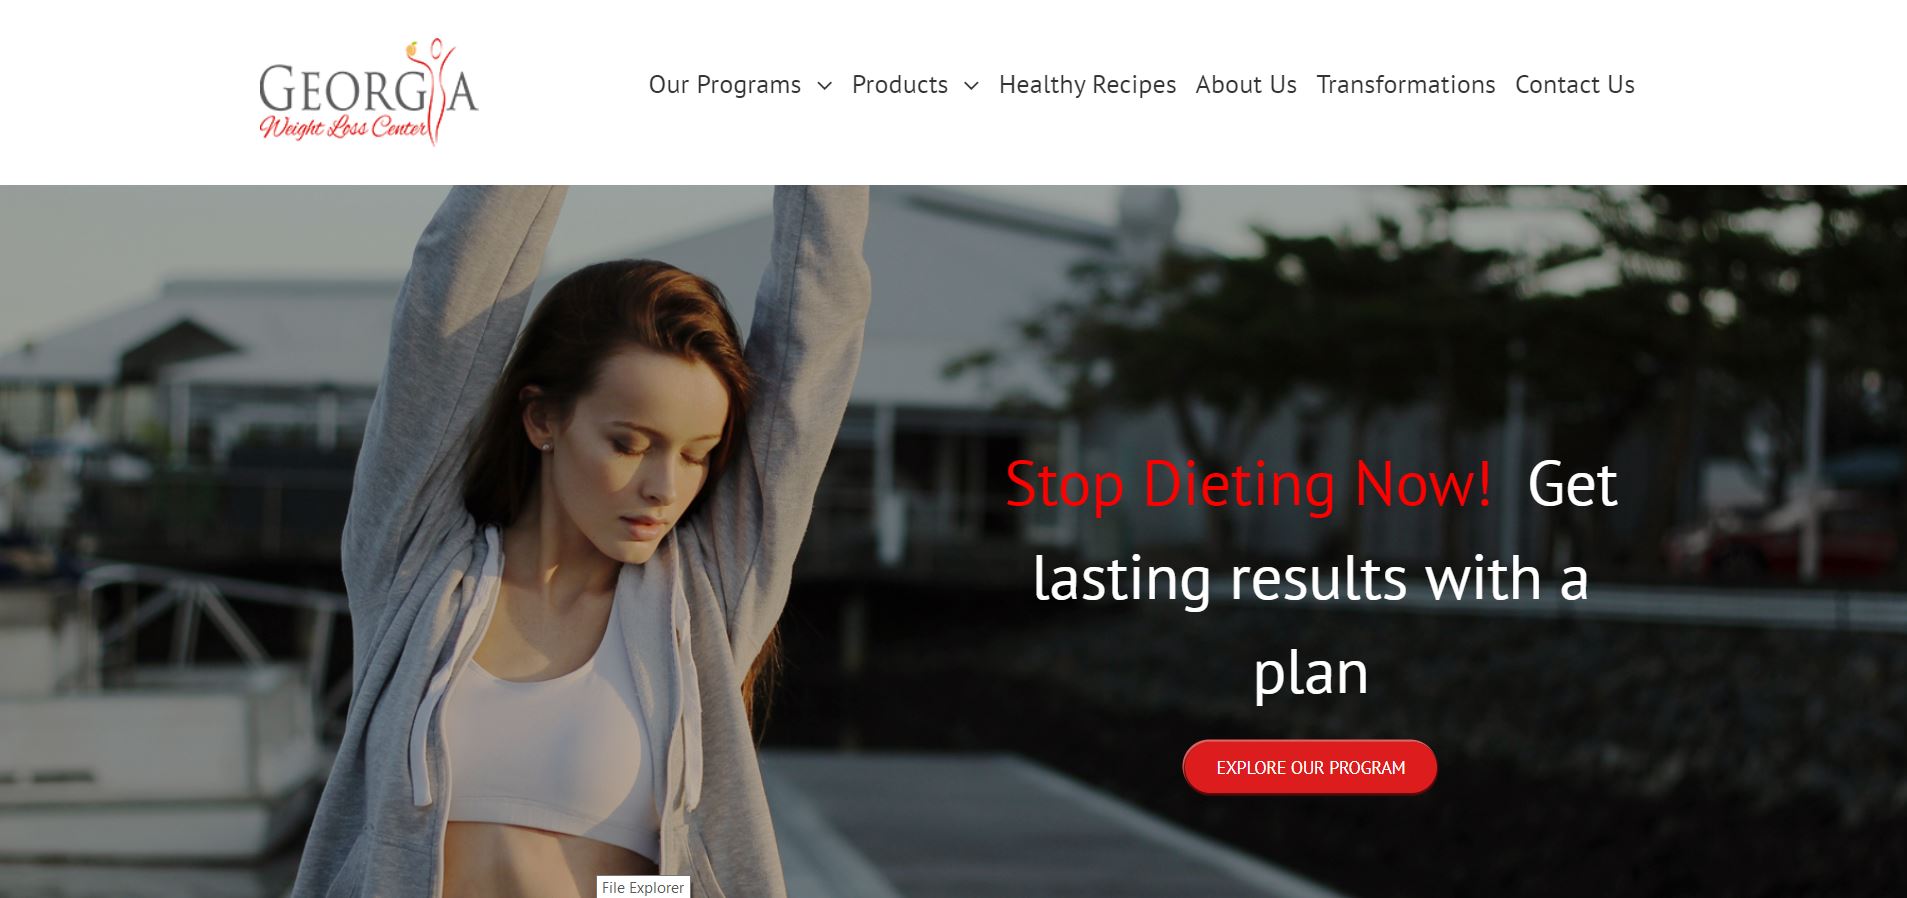 GEORGIA
Weight Loss Center
Our Programs Products Healthy Recipes About Us Transformations Contact Us
Stop Dieting Now! Get
lasting results with a
plan
EXPLORE OUR PROGRAM
File Explorer